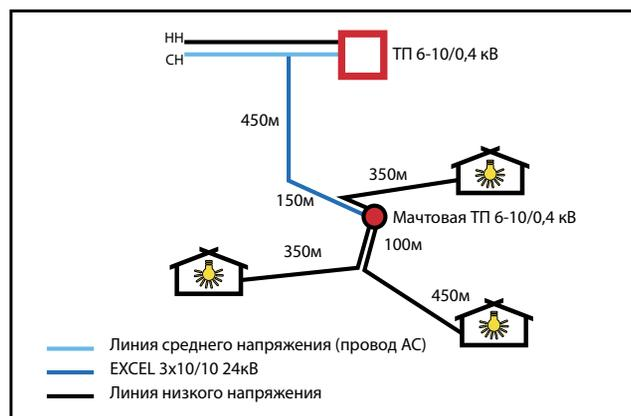 НН
СН
ТП 6-10/0,4 кВ
450м
350м
150м
Мачтовая ТП 6-10/0,4 кВ
350м
100м
450м
Линия среднего напряжения (провод АС)
EXCEL 3x10/10 24кВ
Линия низкого напряжения